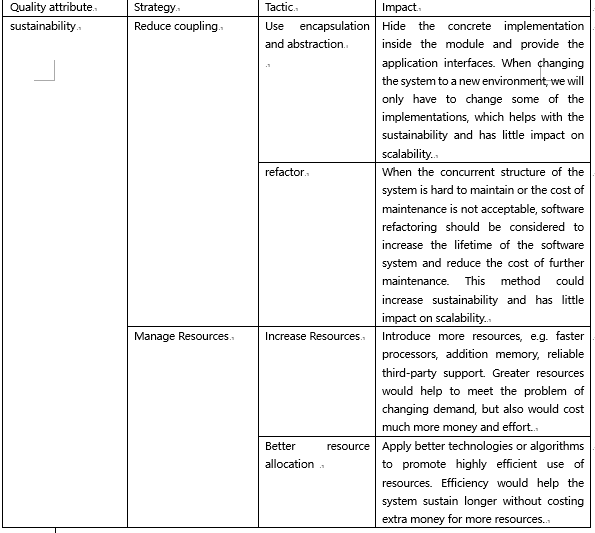 Quality attribute Strategy Tactic Impact
sustainability Reduce coupling Use encapsulation and abstraction.
Hide the concrete implementation
inside the module and provide the
application interfaces. When changing
the system to a new environment, we will
only have to change some of the
implementations, which helps with the
sustainability and has little impact on
scalability.
refactor
When the concurrent structure of the
system is hard to maintain or the cost of
maintenance is not acceptable, software
refactoring should be considered to
increase the lifetime of the software
system and reduce the cost of further
maintenance. This method could
increase sustainability and has little
impact on scalability.
Manage Resources Increase Resources
Introduce more resources, e.g. faster
processors, addition memory, reliable
third-party support. Greater resources
would help to meet the problem of
changing demand, but also would cost
much more money and effort.
Better resource
allocation
Apply better technologies or algorithms
to promote highly efficient use of
resources. Efficiency would help the
system sustain longer without costing
extra money for more resources.